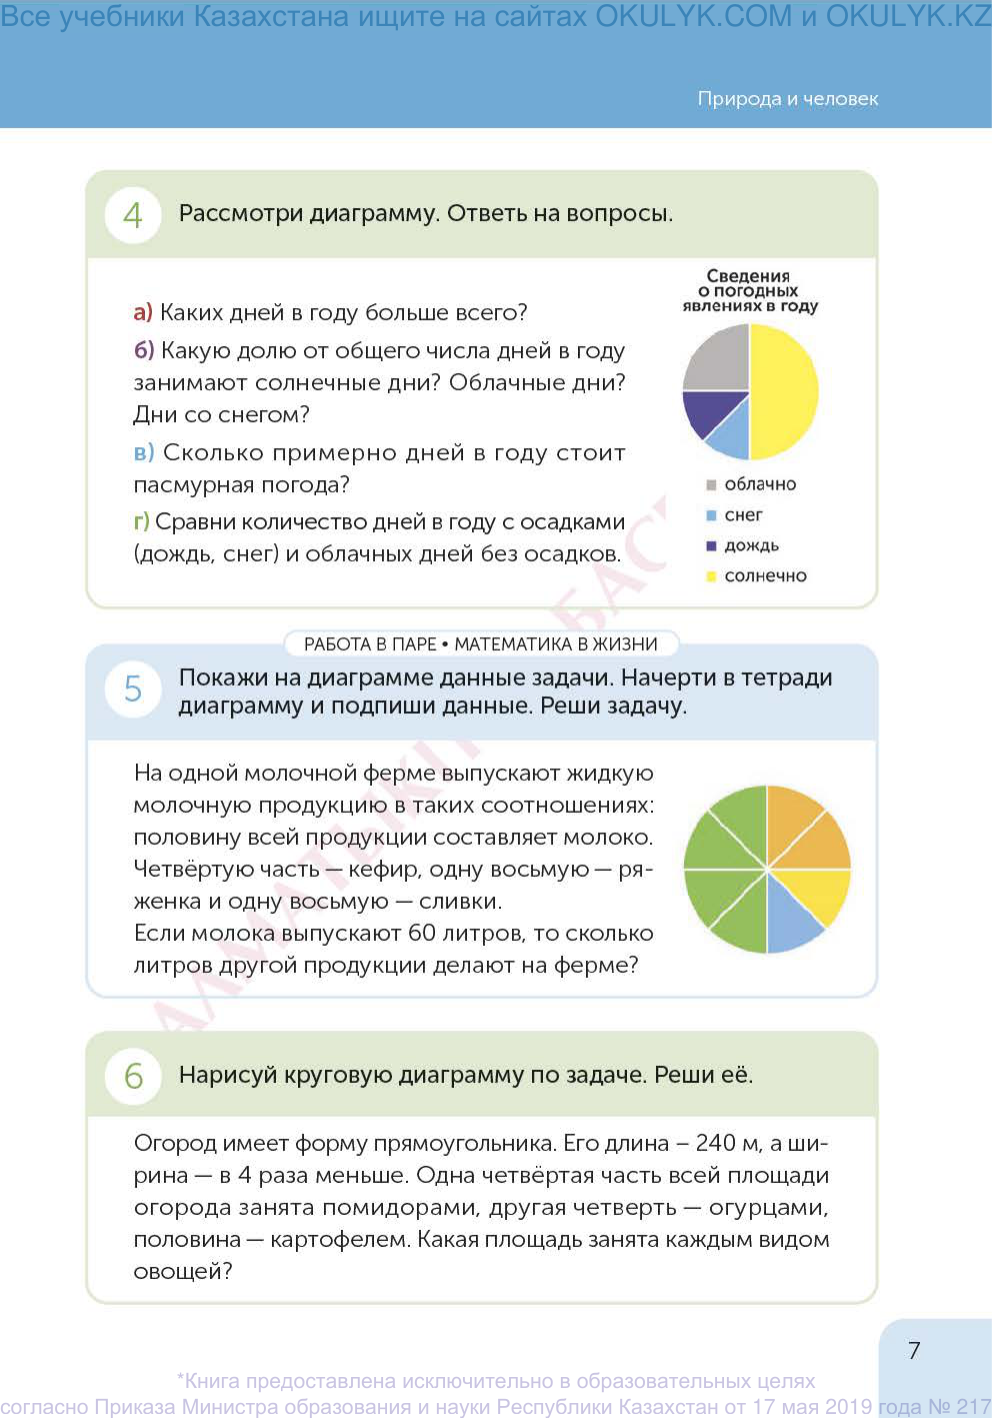 Все учебники Казахстана ищите на сайтах OKULYK.COM и OKULYK.KZ
Природа и человек
4
Рассмотри диаграмму. Ответь на вопросы.
а) Каких дней в году больше всего?
б) Какую долю от общего числа дней в году
занимают солнечные дни? Облачные дни?
Дни со снегом?
в) Сколько примерно дней в году стоит
пасмурная погода?
г) Сравни количество дней в году с осадками
(дождь, снег) и облачных дней без осадков.
Сведения
о погодных
явлениях в году
облачно
снег
дождь
солнечно
РАБОТА В ПАРЕ • МАТЕМАТИКА В ЖИЗНИ
5
Покажи на диаграмме данные задачи. Начерти в тетради
диаграмму и подпиши данные. Реши задачу.
На одной молочной ферме выпускают жидкую
молочную продукцию в таких соотношениях:
половину всей продукции составляет молоко.
Четвёртую часть — кефир, одну восьмую — ря-
женка и одну восьмую — сливки.
Если молока выпускают 60 литров, то сколько
литров другой продукции делают на ферме?
6
Нарисуй круговую диаграмму по задаче. Реши её.
Огород имеет форму прямоугольника. Его длина – 240 м, а ши-
рина — в 4 раза меньше. Одна четвёртая часть всей площади
огорода занята помидорами, другая четверть — огурцами,
половина — картофелем. Какая площадь занята каждым видом
овощей?
7
*Книга предоставлена исключительно в образовательных целях
согласно Приказа Министра образования и науки Республики Казахстан от 17 мая 2019 года № 217